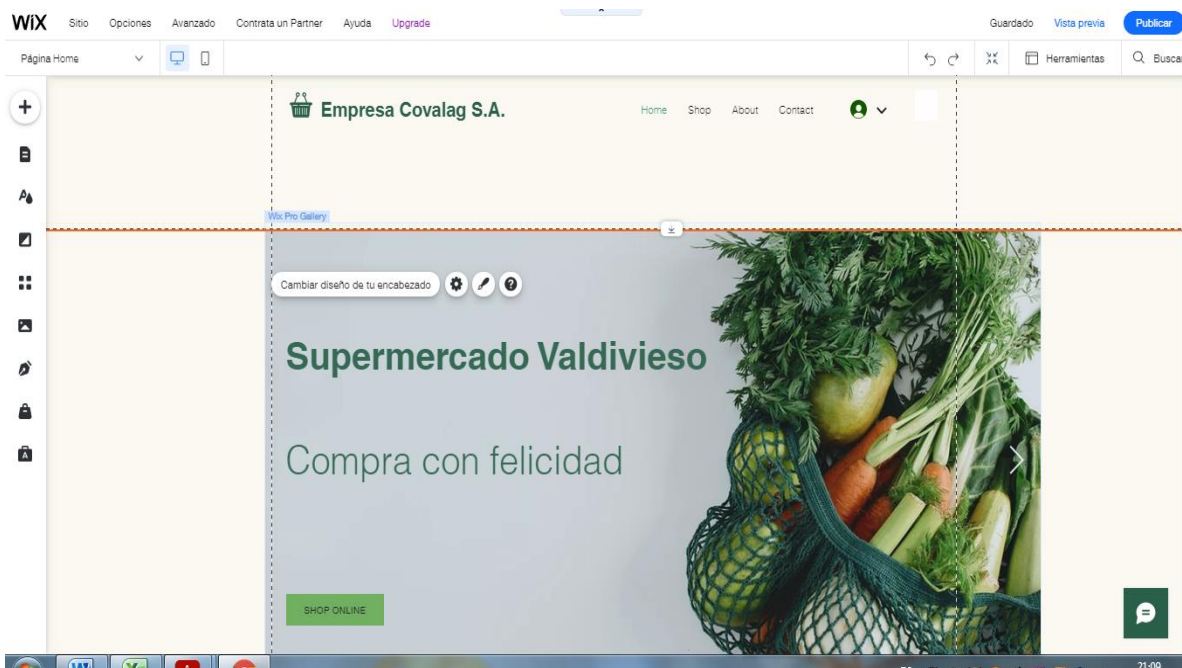 WiX Sitio Opciones Avanzado Contrata un Partner Ayuda Upgrade Guardado Vista previa Publicar
Página Home Herramientas Buscar
Empresa Covalag S.A. Home Shop About Contact
Wix Pro Gallery
Cambiar diseño de tu encabezado
Supermercado Valdivieso
Compra con felicidad
SHOP ONLINE
21:09